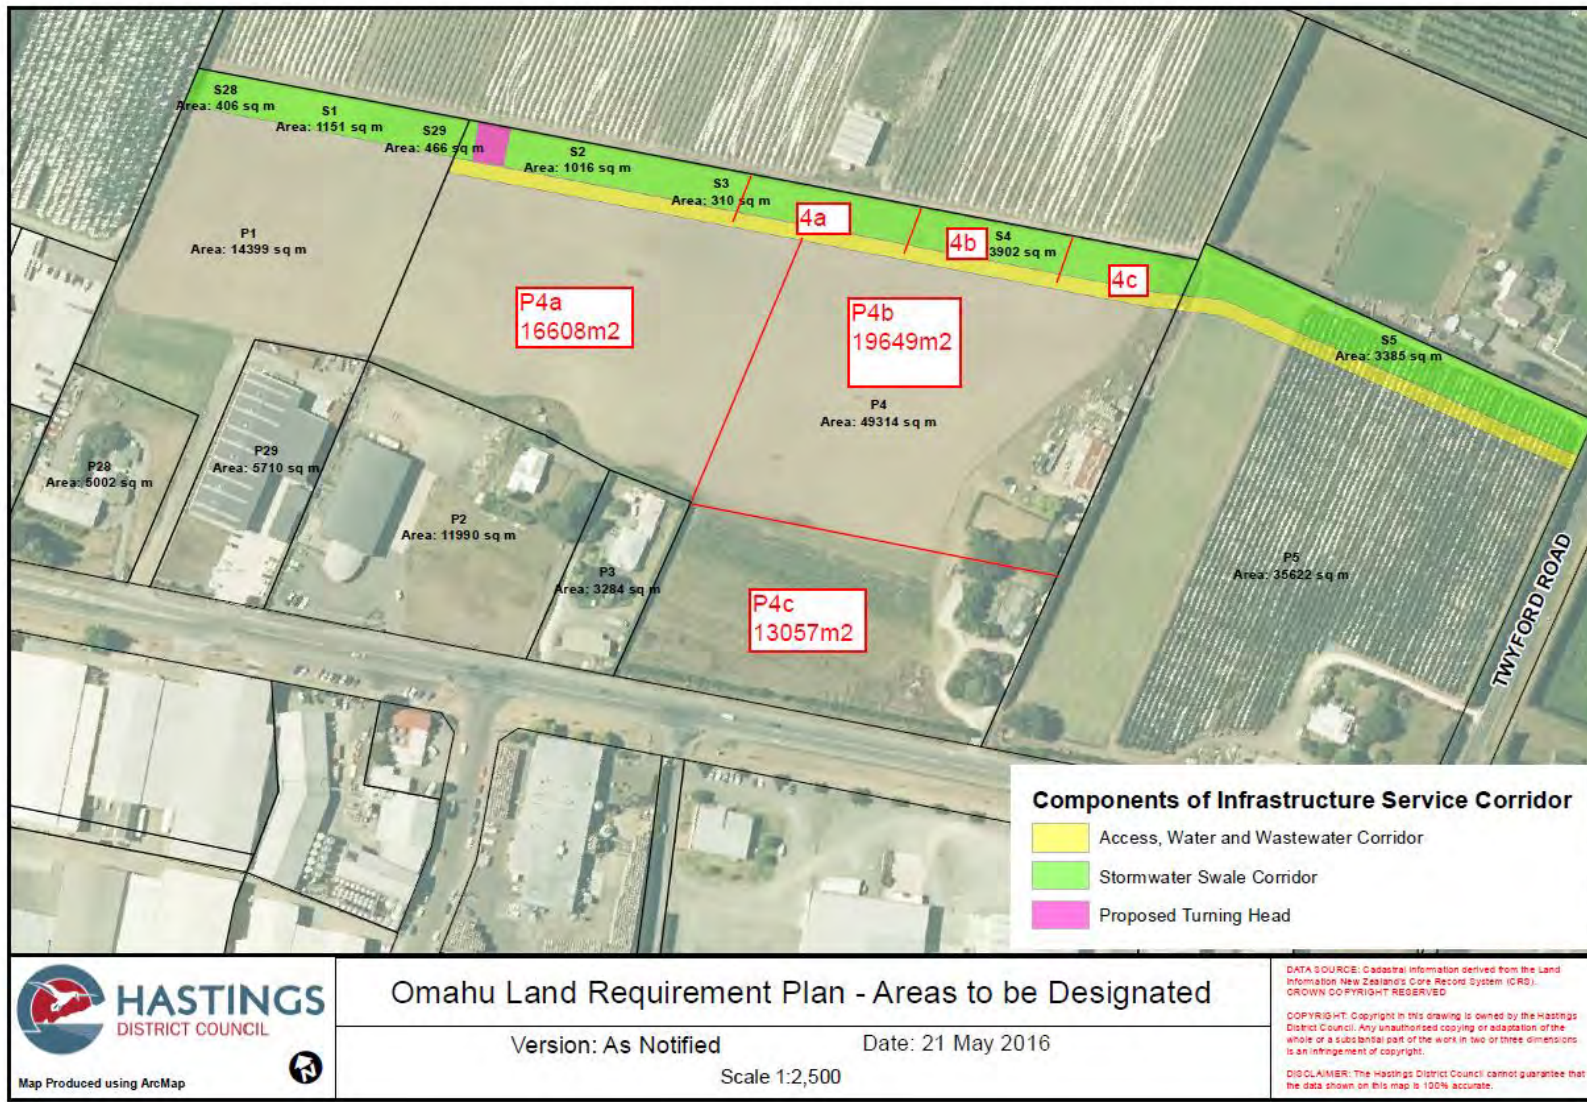 S28
Area: 406 sq m
S1
Area: 1151 sq m
S29
Area: 466 sq m
S2
Area: 1016 sq m
S3
Area: 310 sq m
4a
4b
S4
3902 sq m
4c
S5
Area: 3385 sq m
P1
Area: 14399 sq m
P4a
16608m2
P4b
19649m2
P4
Area: 49314 sq m
P28
Area: 5002 sq m
P29
Area: 5710 sq m
P2
Area: 11990 sq m
P3
Area: 3284 sq m
P4c
13057m2
P5
Area: 35622 sq m
TWYFORD ROAD
Components of Infrastructure Service Corridor
Access, Water and Wastewater Corridor
Stormwater Swale Corridor
Proposed Turning Head
HASTINGS
DISTRICT COUNCIL
Map Produced using ArcMap
N
Omahu Land Requirement Plan - Areas to be Designated
Version: As Notified
Date: 21 May 2016
Scale 1:2,500
DATA SOURCE: Cadastral information derived from the Land
Information New Zealand's Core Record System (CRS).
CROWN COPYRIGHT RESERVED
COPYRIGHT: Copyright in this drawing is owned by the Hastings
District Council. Any unauthorised copying or adaptation of the
whole or a substantial part of the work in two or three dimensions
is an infringement of copyright.
DISCLAIMER: The Hastings District Council cannot guarantee that
the data shown on this map is 100% accurate.